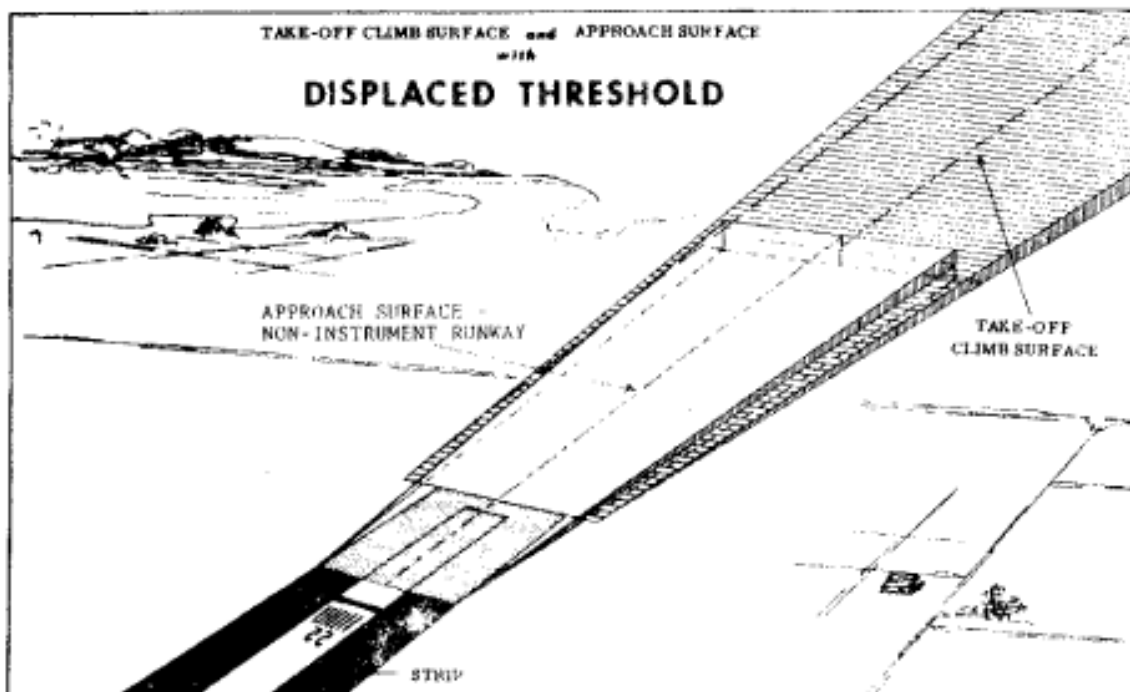 TAKE-OFF CLIMB SURFACE and APPROACH SURFACE
with
DISPLACED THRESHOLD
APPROACH SURFACE -
NON-INSTRUMENT RUNWAY
TAKE-OFF
CLIMB SURFACE
22
STRIP